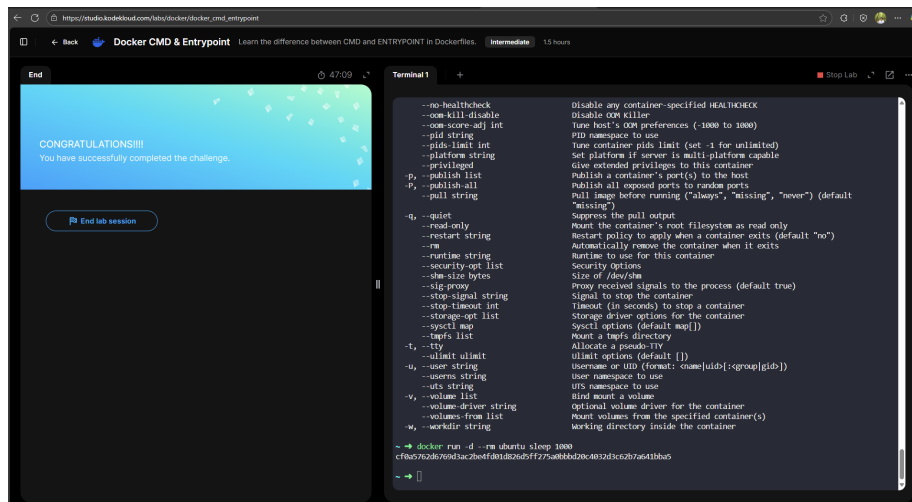 https://studio.kodekloud.com/labs/docker/docker_cmd_entrypoint
Back
Docker CMD & Entrypoint
Learn the difference between CMD and ENTRYPOINT in Dockerfiles.
Intermediate
1.5 hours
End
47:09
CONGRATULATIONS!!!!
You have successfully completed the challenge.
End lab session
Terminal 1
+
Stop Lab
--no-healthcheck Disable any container-specified HEALTHCHECK
--oom-kill-disable Disable OOM Killer
--oom-score-adj int Tune host's OOM preferences (-1000 to 1000)
--pid string PID namespace to use
--pids-limit int Tune container pids limit (set -1 for unlimited)
--platform string Set platform if server is multi-platform capable
--privileged Give extended privileges to this container
-p, --publish list Publish a container's port(s) to the host
-P, --publish-all Publish all exposed ports to random ports
--pull string Pull image before running ("always", "missing", "never") (default
"missing")
-q, --quiet Suppress the pull output
--read-only Mount the container's root filesystem as read only
--restart string Restart policy to apply when a container exits (default "no")
--rm Automatically remove the container when it exits
--runtime string Runtime to use for this container
--security-opt list Security Options
--shm-size bytes Size of /dev/shm
--sig-proxy Proxy received signals to the process (default true)
--stop-signal string Signal to stop the container
--stop-timeout int Timeout (in seconds) to stop a container
--storage-opt list Storage driver options for the container
--sysctl map Sysctl options (default map[])
--tmpfs list Mount a tmpfs directory
-t, --tty Allocate a pseudo-TTY
--ulimit ulimit Ulimit options (default [])
-u, --user string Username or UID (format: <name|uid>[:<group|gid>])
--userns string User namespace to use
--uts string UTS namespace to use
-v, --volume list Bind mount a volume
--volume-driver string Optional volume driver for the container
--volumes-from list Mount volumes from the specified container(s)
-w, --workdir string Working directory inside the container
~ ➜ docker run -d --rm ubuntu sleep 1000
cf0a5762d6769d3ac2be4fd01d826d5ff275a0bbbd20c4032d3c62b7a641bba5
~ ➜